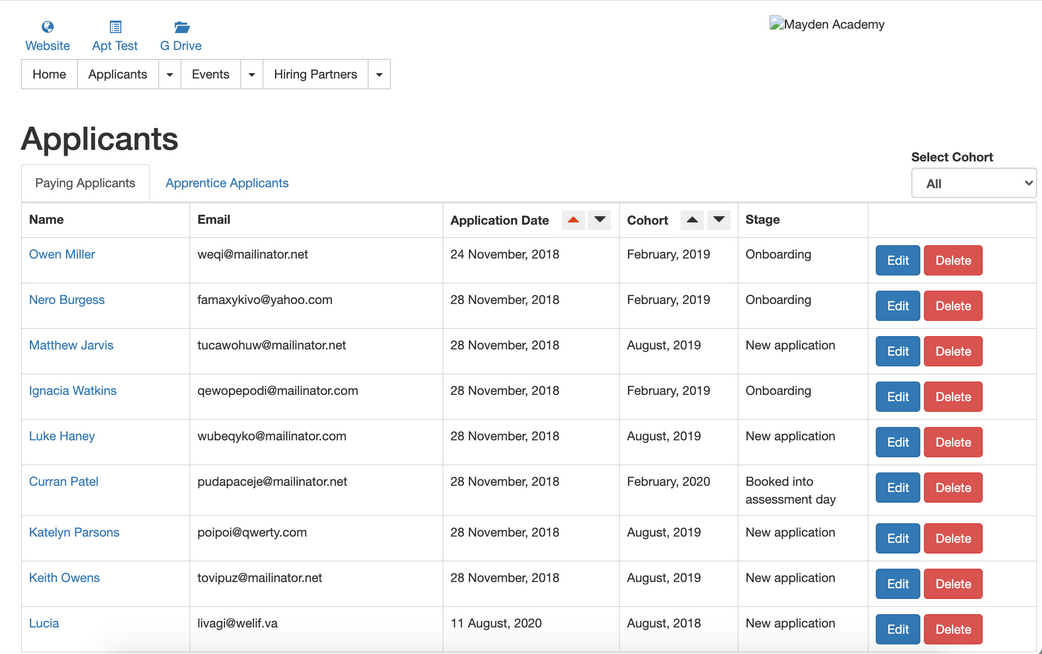 Mayden Academy
Website Apt Test G Drive
Home Applicants Events Hiring Partners
Applicants
Select Cohort
All
Paying Applicants Apprentice Applicants
Name Email Application Date Cohort Stage
Owen Miller weqi@mailinator.net 24 November, 2018 February, 2019 Onboarding Edit Delete
Nero Burgess famaxykivo@yahoo.com 28 November, 2018 February, 2019 Onboarding Edit Delete
Matthew Jarvis tucawohuw@mailinator.net 28 November, 2018 August, 2019 New application Edit Delete
Ignacia Watkins qewopepodi@mailinator.com 28 November, 2018 February, 2019 Onboarding Edit Delete
Luke Haney wubeqyko@mailinator.com 28 November, 2018 August, 2019 New application Edit Delete
Curran Patel pudapaceje@mailinator.net 28 November, 2018 February, 2020 Booked into
assessment day Edit Delete
Katelyn Parsons poipoi@qwerty.com 28 November, 2018 August, 2019 New application Edit Delete
Keith Owens tovipuz@mailinator.net 28 November, 2018 August, 2019 New application Edit Delete
Lucia livagi@welif.va 11 August, 2020 August, 2018 New application Edit Delete